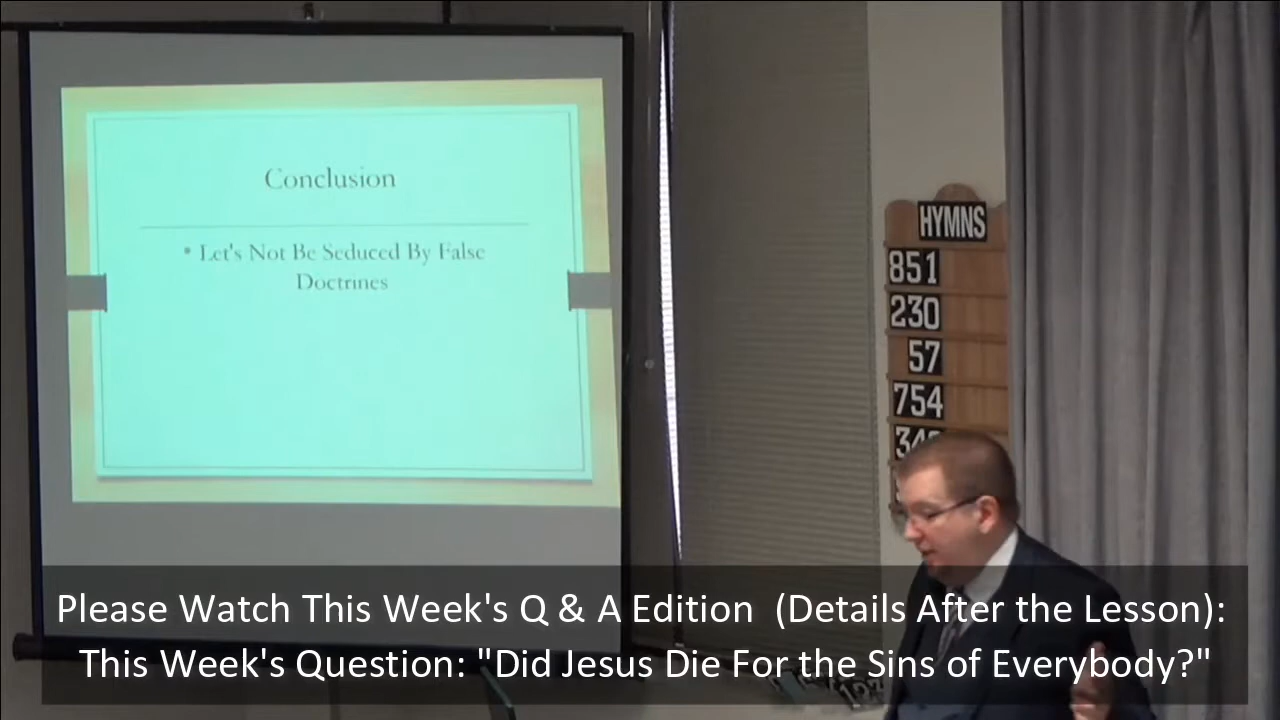 Conclusion
• Let's Not Be Seduced By False
Doctrines
HYMNS
851
230
57
754
Please Watch This Week's Q & A Edition (Details After the Lesson):
This Week's Question: "Did Jesus Die For the Sins of Everybody?"